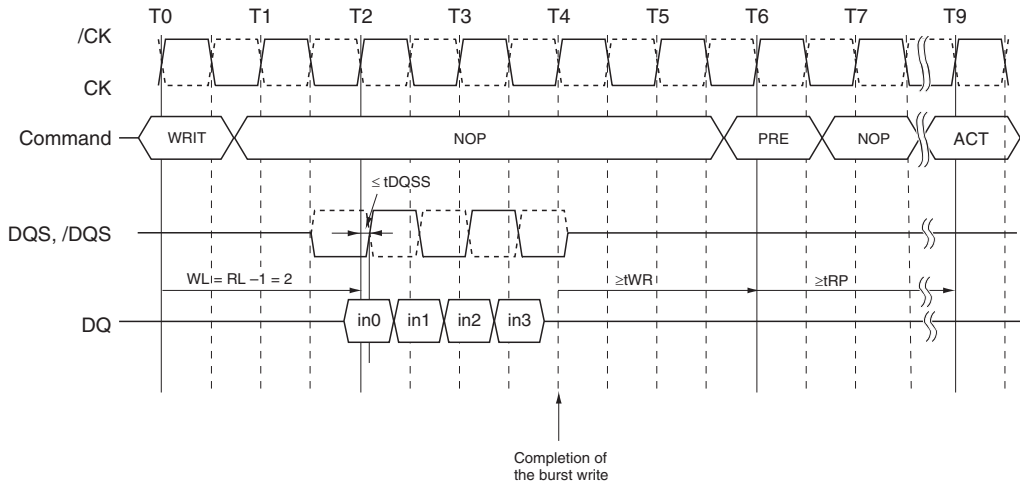 T0 T1 T2 T3 T4 T5 T6 T7 T9
/CK
CK
Command WRIT NOP PRE NOP ACT
≤ tDQSS
DQS, /DQS
WL = RL −1 = 2 ≥tWR ≥tRP
DQ in0 in1 in2 in3
Completion of
the burst write